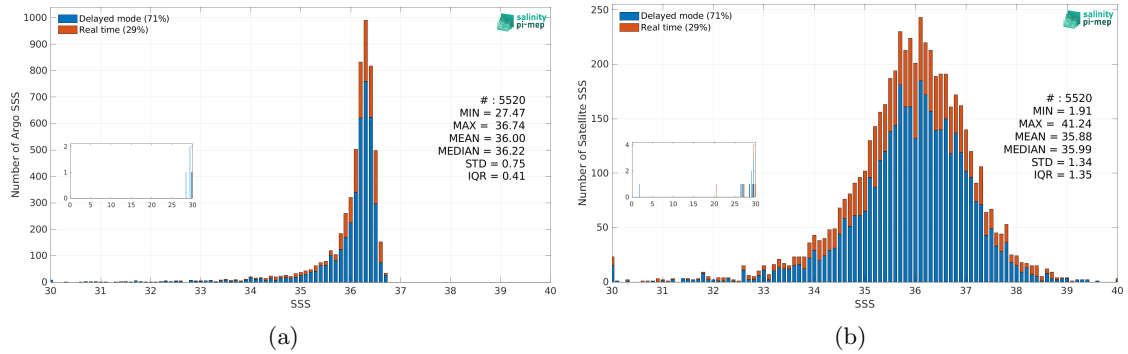 Delayed mode (71%)
Real time (29%)
salinity
pi-mep
1000
900
800
700
600
500
400
300
200
100
0
Number of Argo SSS
# : 5520
MIN = 27.47
MAX = 36.74
MEAN = 36.00
MEDIAN = 36.22
STD = 0.75
IQR = 0.41
2
1
0
0 5 10 15 20 25 30
30 31 32 33 34 35 36 37 38 39 40
SSS
(a)
Delayed mode (71%)
Real time (29%)
salinity
pi-mep
250
200
150
100
50
0
Number of Satellite SSS
# : 5520
MIN = 1.91
MAX = 41.24
MEAN = 35.88
MEDIAN = 35.99
STD = 1.34
IQR = 1.35
4
2
0
0 5 10 15 20 25 30
30 31 32 33 34 35 36 37 38 39 40
SSS
(b)